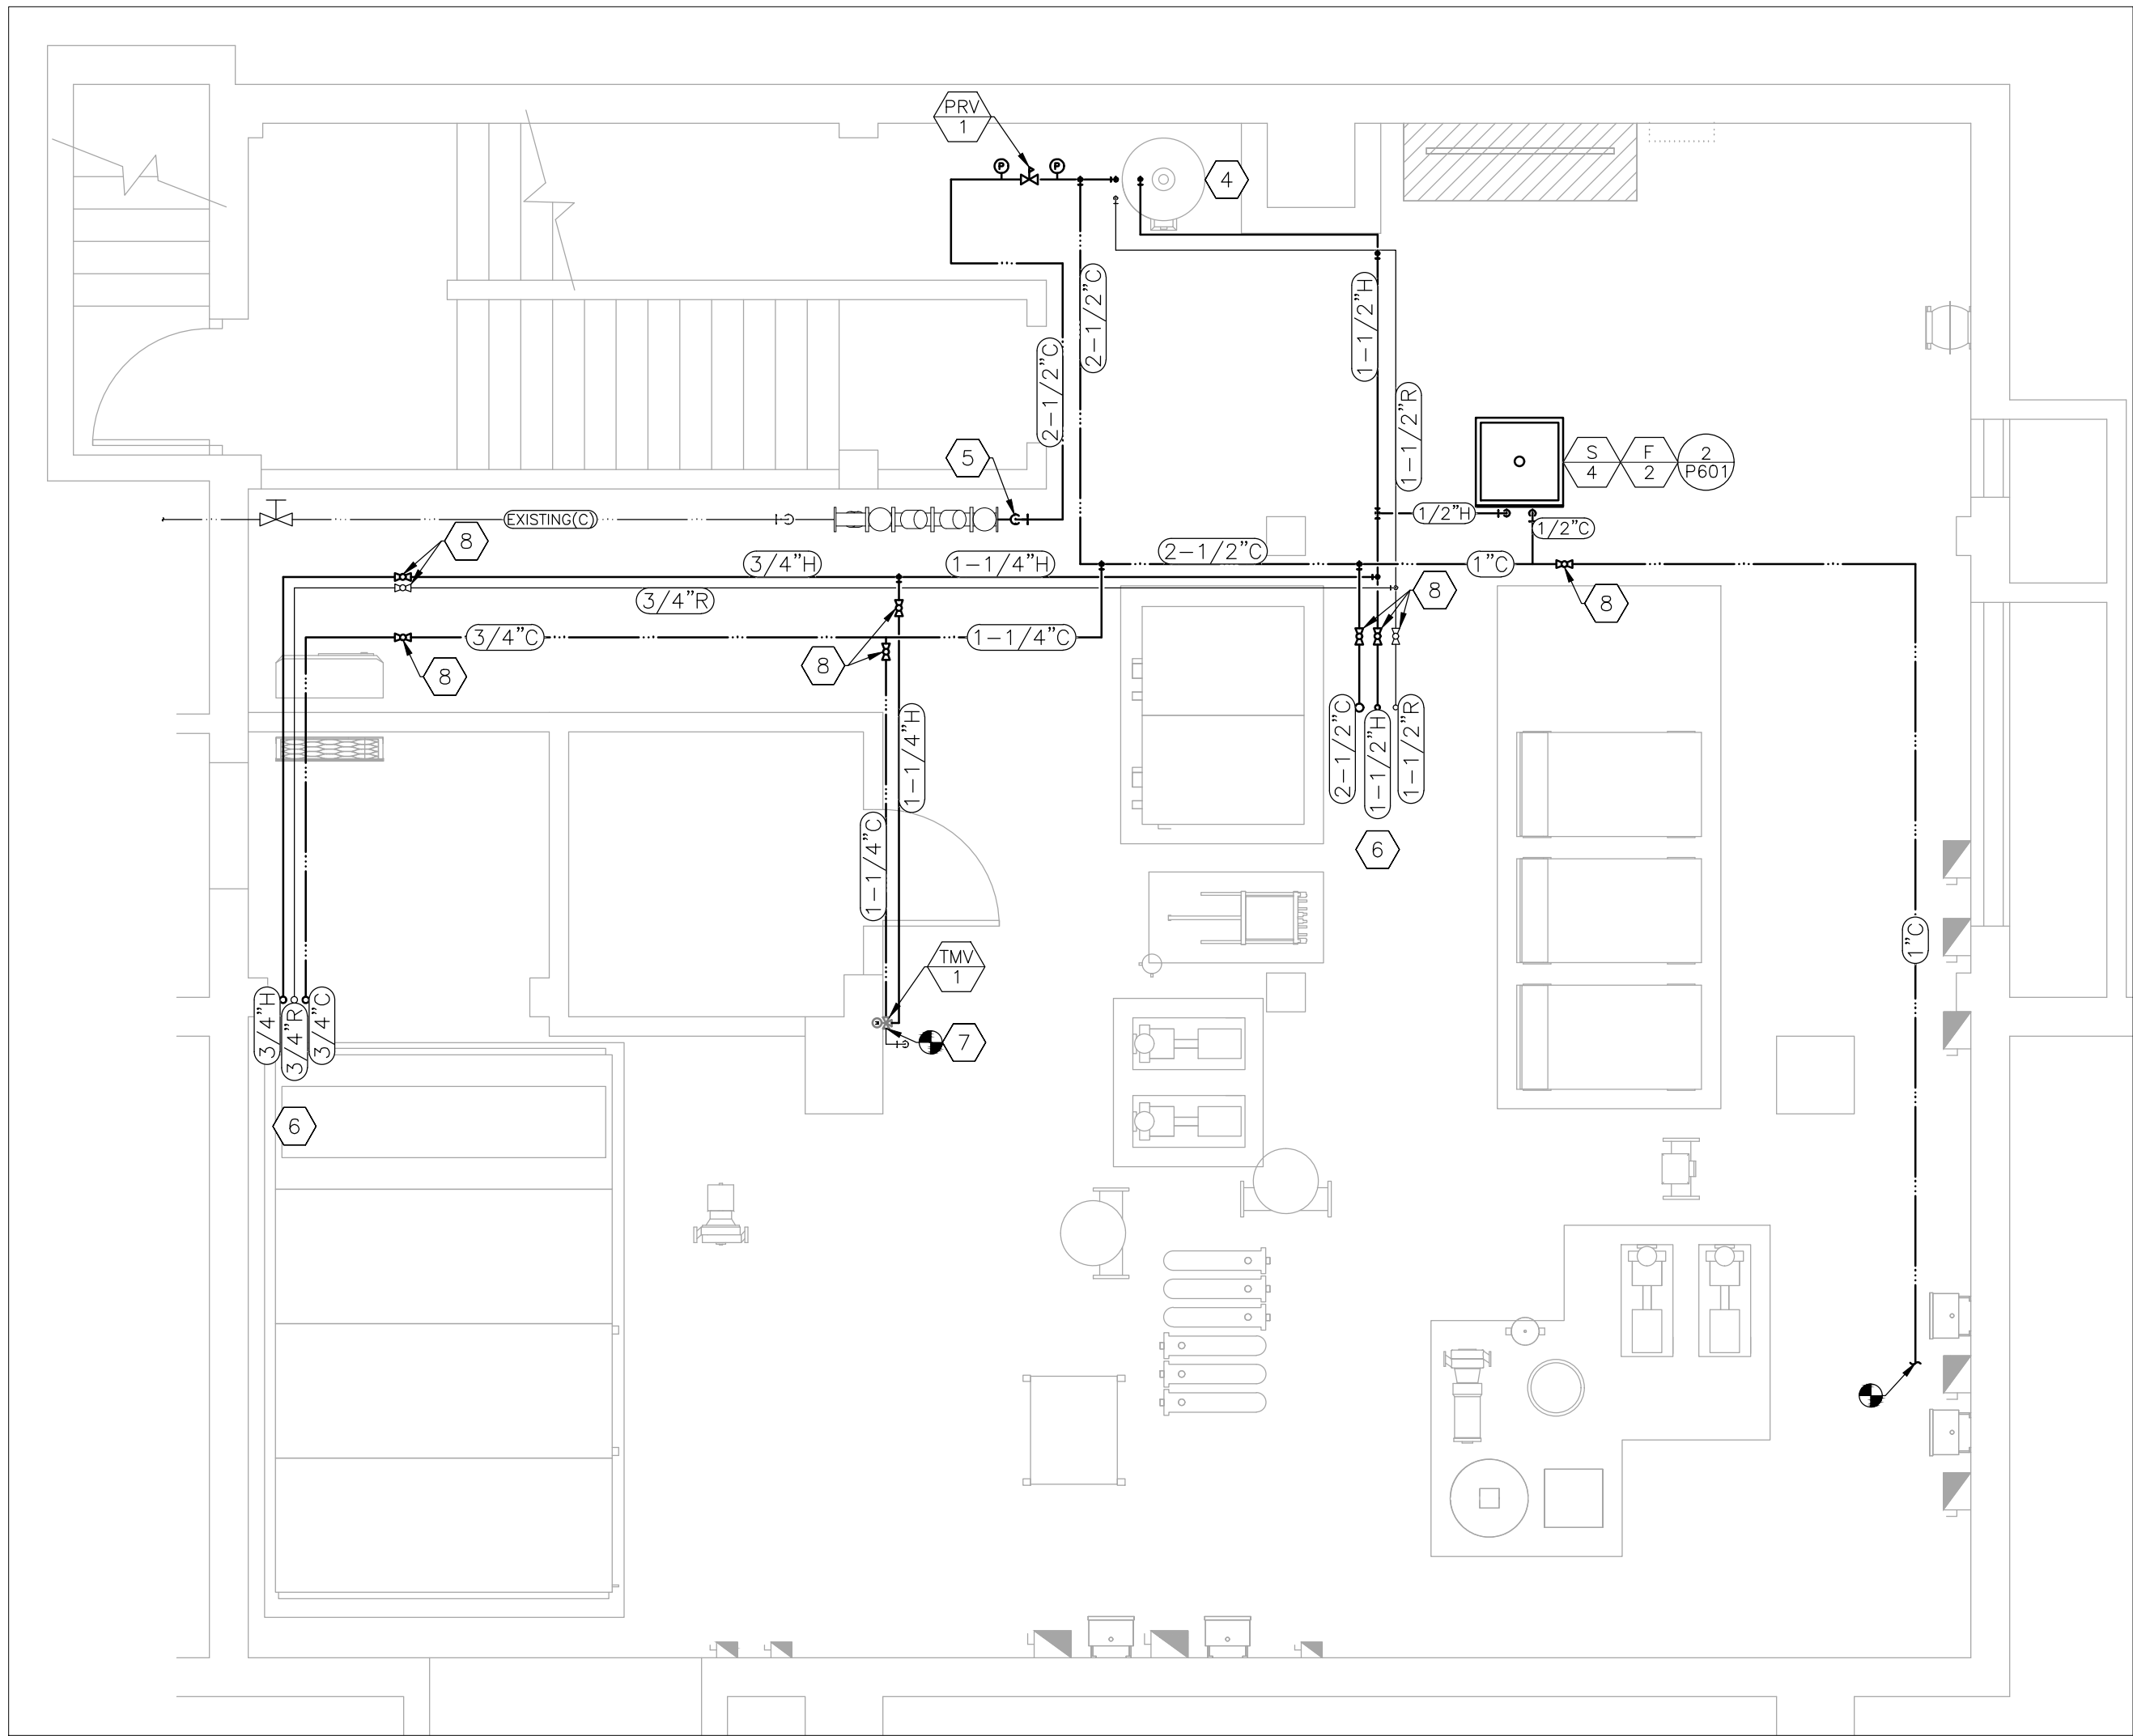 PRV
1
P
P
4
2-1/2"C
1-1/2"H
2-1/2"C
1-1/2"R
5
S
4
F
2
2
P601
EXISTING(C)
1/2"H
1/2"C
8
3/4"H
1-1/4"H
2-1/2"C
1"C
3/4"R
8
8
3/4"C
1-1/4"C
8
8
1-1/4"H
2-1/2"C
1-1/2"H
1-1/2"R
1-1/4"C
6
1"C
TMV
1
3/4"H
3/4"R
3/4"C
7
6